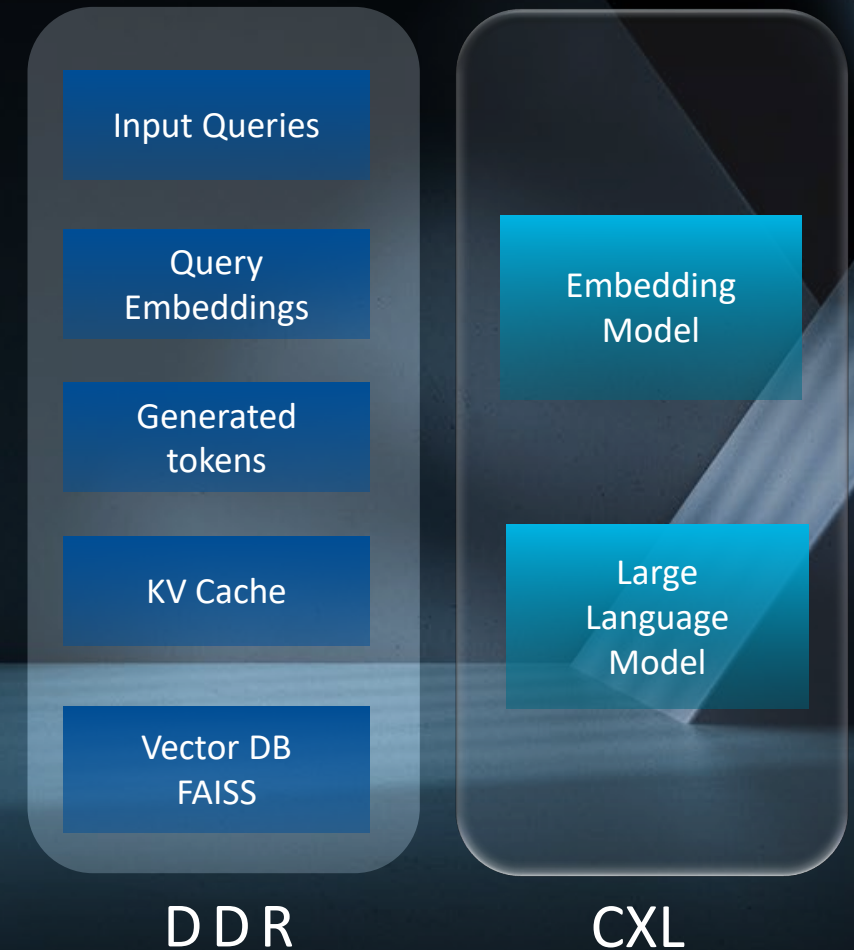 Input Queries
Query
Embeddings
Generated
tokens
KV Cache
Vector DB
FAISS
DDR
Embedding
Model
Large
Language
Model
CXL